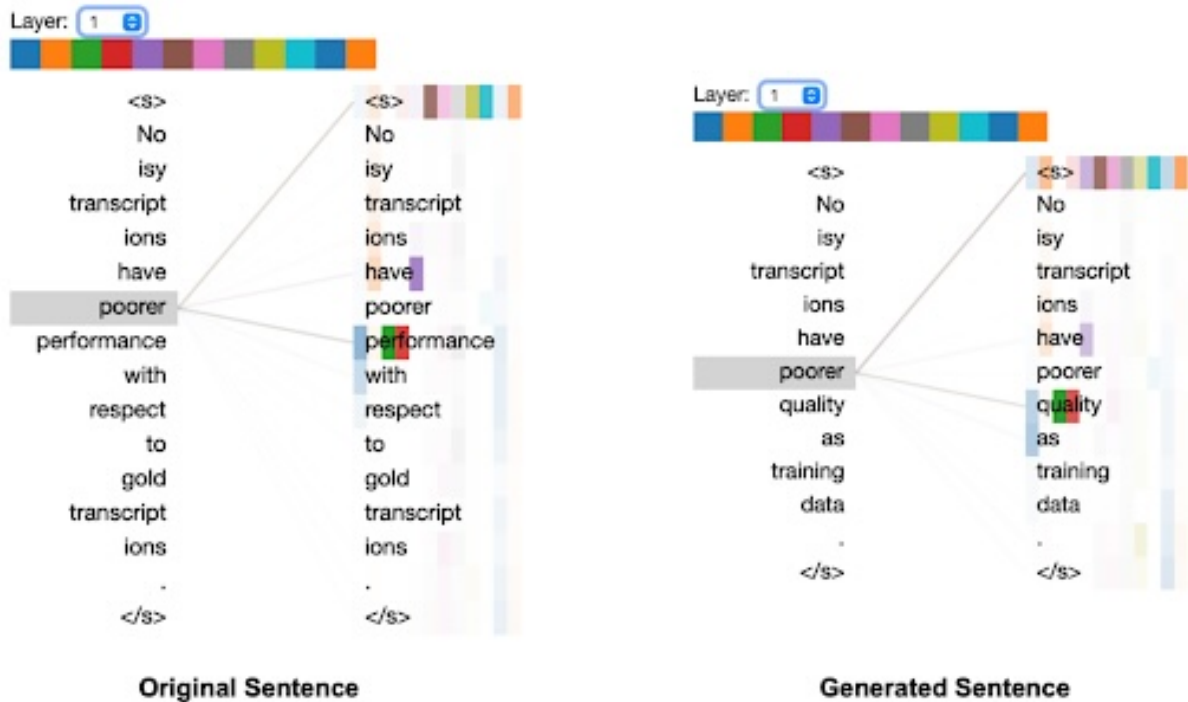 Layer: 1
<s> <s>
No No
isy isy
transcript transcript
ions ions
have have
poorer poorer
performance performance
with with
respect respect
to to
gold gold
transcript transcript
ions ions
. .
</s> </s>
Original Sentence
Layer: 1
<s> <s>
No No
isy isy
transcript transcript
ions ions
have have
poorer poorer
quality quality
as as
training training
data data
. .
</s> </s>
Generated Sentence